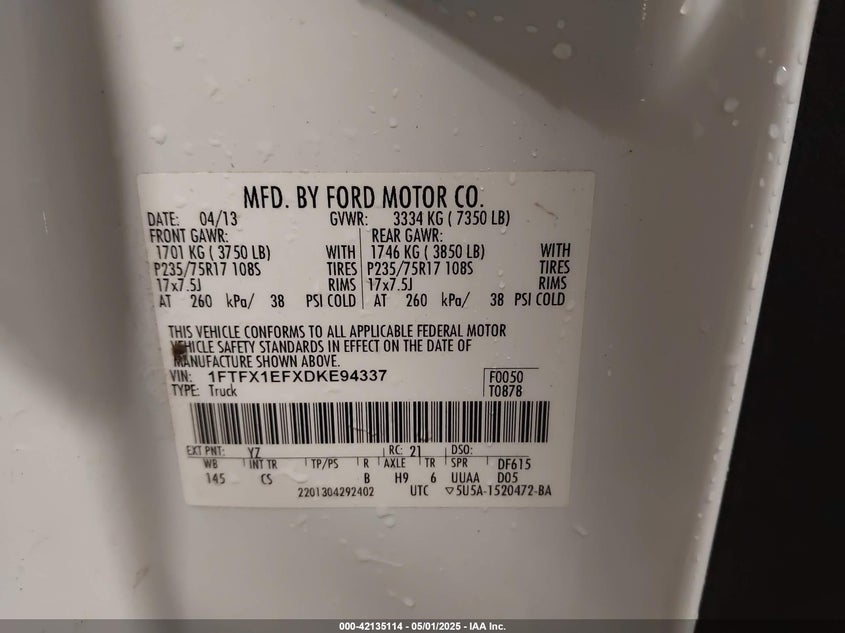 MFD. BY FORD MOTOR CO.
DATE: 04/13 GVWR: 3334 KG ( 7350 LB)
FRONT GAWR: REAR GAWR:
1701 KG ( 3750 LB) WITH 1746 KG ( 3850 LB) WITH
P235/75R17 108S TIRES P235/75R17 108S TIRES
17x7.5J RIMS 17x7.5J RIMS
AT 260 kPa/ 38 PSI COLD AT 260 kPa/ 38 PSI COLD
THIS VEHICLE CONFORMS TO ALL APPLICABLE FEDERAL MOTOR
VEHICLE SAFETY STANDARDS IN EFFECT ON THE DATE OF
MANUFACTURE SHOWN ABOVE.
VIN: 1FTFX1EFXDKE94337 F0050
TYPE: Truck T0878
EXT PNT: YZ RC: 21 DSO:
WB INT TR TP/PS R AXLE TR SPR DF615
145 CS B H9 6 UUAA D05
2201304292402 UTC ▽5U5A-1520472-BA
000-42135114 - 05/01/2025 - IAA Inc.